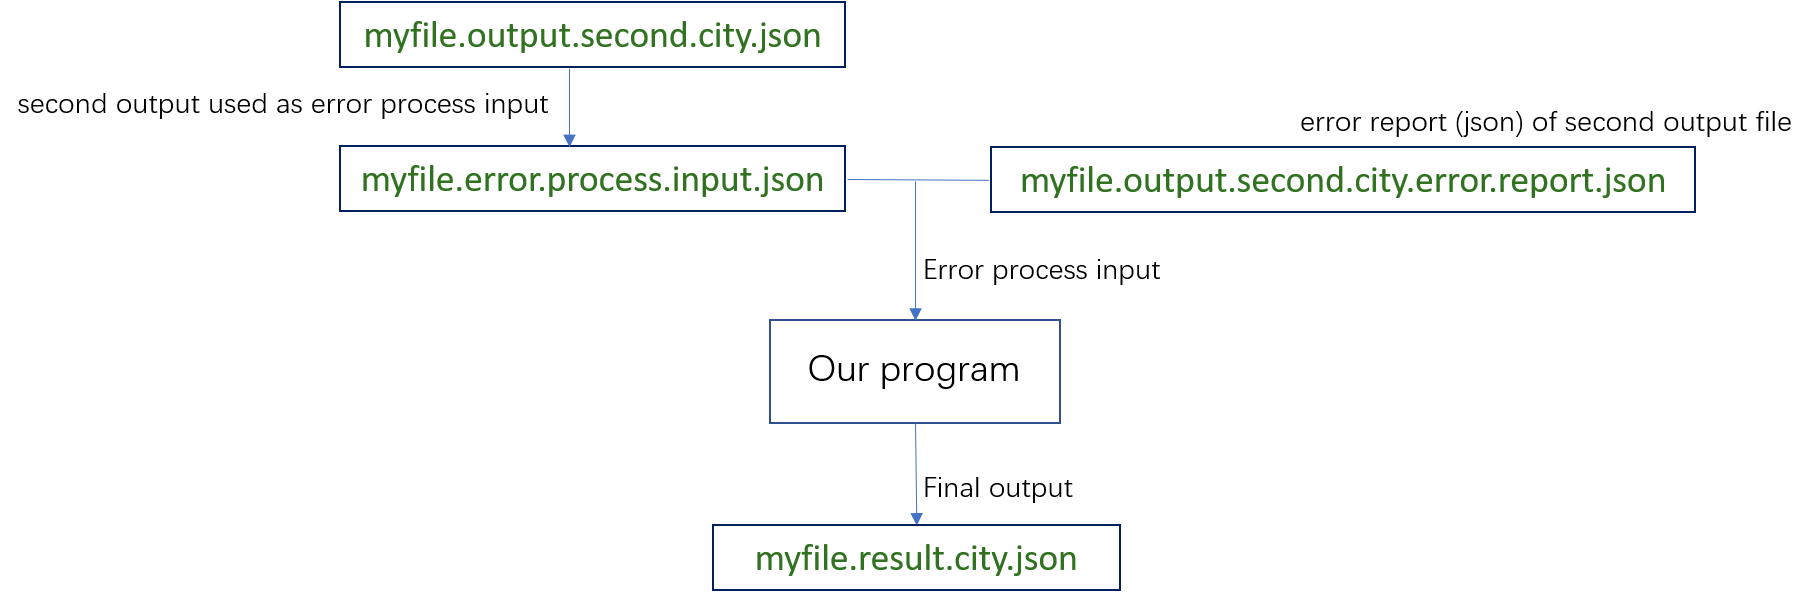 myfile.output.second.city.json
second output used as error process input
error report (json) of second output file
myfile.error.process.input.json
myfile.output.second.city.error.report.json
Error process input
Our program
Final output
myfile.result.city.json